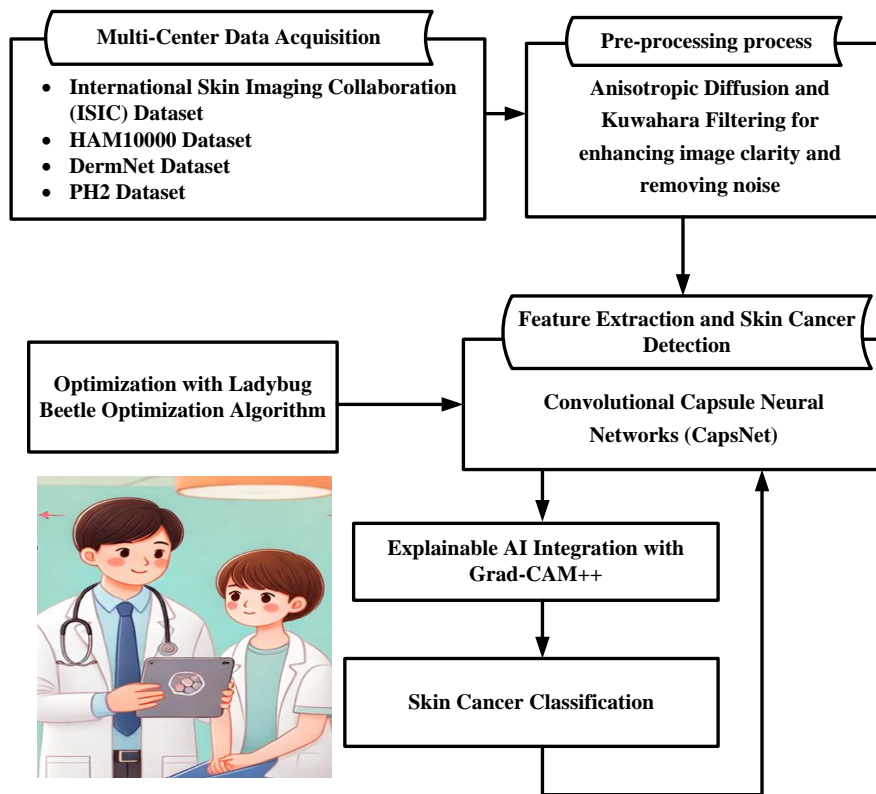 Multi-Center Data Acquisition
• International Skin Imaging Collaboration
(ISIC) Dataset
• HAM10000 Dataset
• DermNet Dataset
• PH2 Dataset
Pre-processing process
Anisotropic Diffusion and
Kuwahara Filtering for
enhancing image clarity and
removing noise
Feature Extraction and Skin Cancer
Detection
Convolutional Capsule Neural
Networks (CapsNet)
Optimization with Ladybug
Beetle Optimization Algorithm
Explainable AI Integration with
Grad-CAM++
Skin Cancer Classification